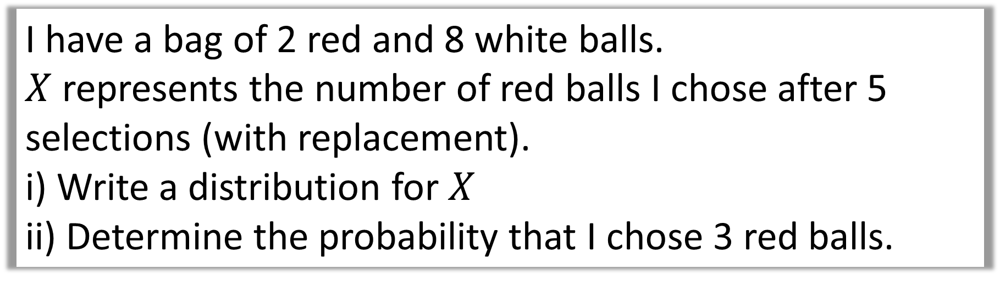 I have a bag of 2 red and 8 white balls.
X represents the number of red balls I chose after 5
selections (with replacement).
i) Write a distribution for X
ii) Determine the probability that I chose 3 red balls.